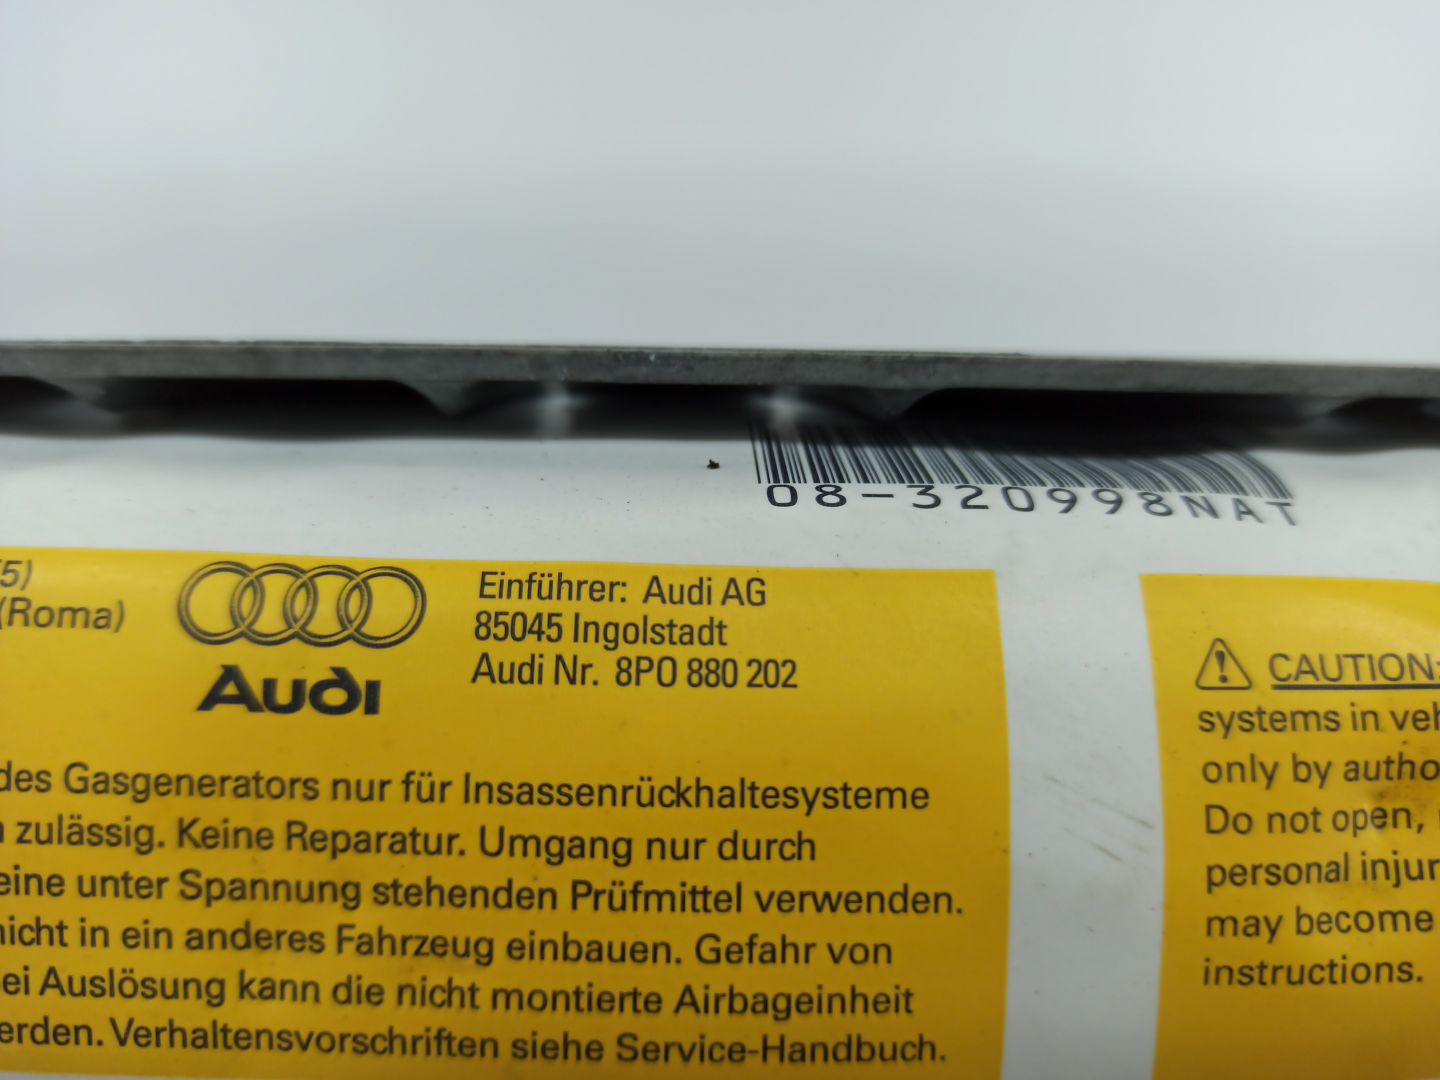 08-320998NAT
5)
(Roma)
Audi
Einführer: Audi AG
85045 Ingolstadt
Audi Nr. 8P0 880 202
des Gasgenerators nur für Insassenrückhaltesysteme
zulässig. Keine Reparatur. Umgang nur durch
eine unter Spannung stehenden Prüfmittel verwenden.
nicht in ein anderes Fahrzeug einbauen. Gefahr von
ei Auslösung kann die nicht montierte Airbageinheit
erden. Verhaltensvorschriften siehe Service-Handbuch.
CAUTION:
systems in veh
only by autho
Do not open,
personal injur
may become
instructions.